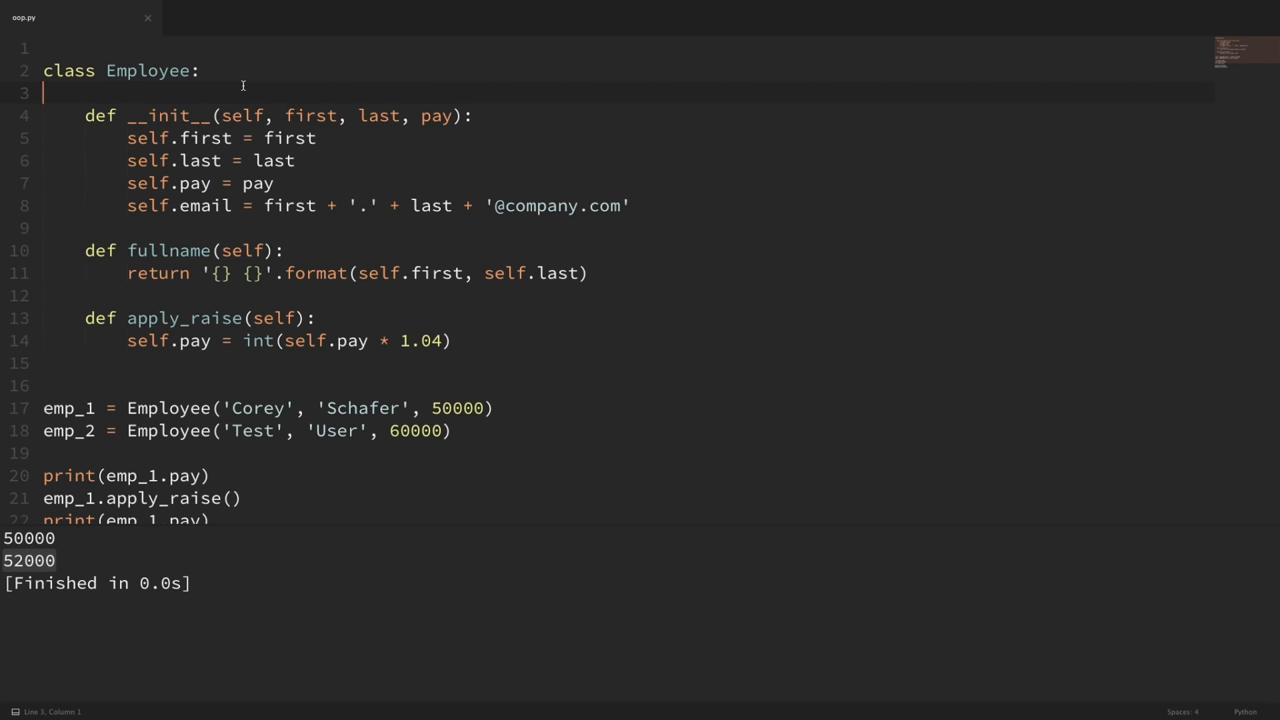 oop.py ×
1
2 class Employee:
3
4     def __init__(self, first, last, pay):
5         self.first = first
6         self.last = last
7         self.pay = pay
8         self.email = first + '.' + last + '@company.com'
9
10     def fullname(self):
11         return '{} {}'.format(self.first, self.last)
12
13     def apply_raise(self):
14         self.pay = int(self.pay * 1.04)
15
16
17 emp_1 = Employee('Corey', 'Schafer', 50000)
18 emp_2 = Employee('Test', 'User', 60000)
19
20 print(emp_1.pay)
21 emp_1.apply_raise()
22 print(emp_1.pay)
50000
52000
[Finished in 0.0s]
Line 3, Column 1 Spaces: 4 Python